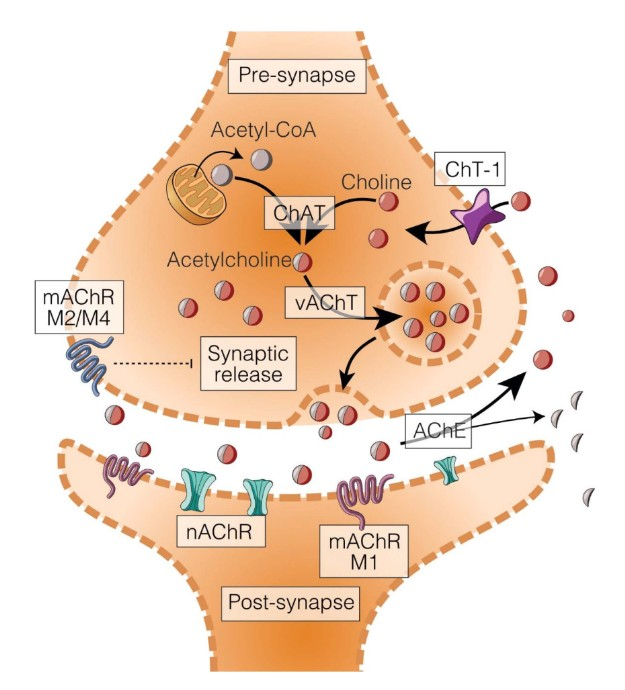 Pre-synapse
Acetyl-CoA
Choline
ChT-1
ChAT
Acetylcholine
mAChR
M2/M4
vAChT
Synaptic
release
AChE
nAChR
mAChR
M1
Post-synapse